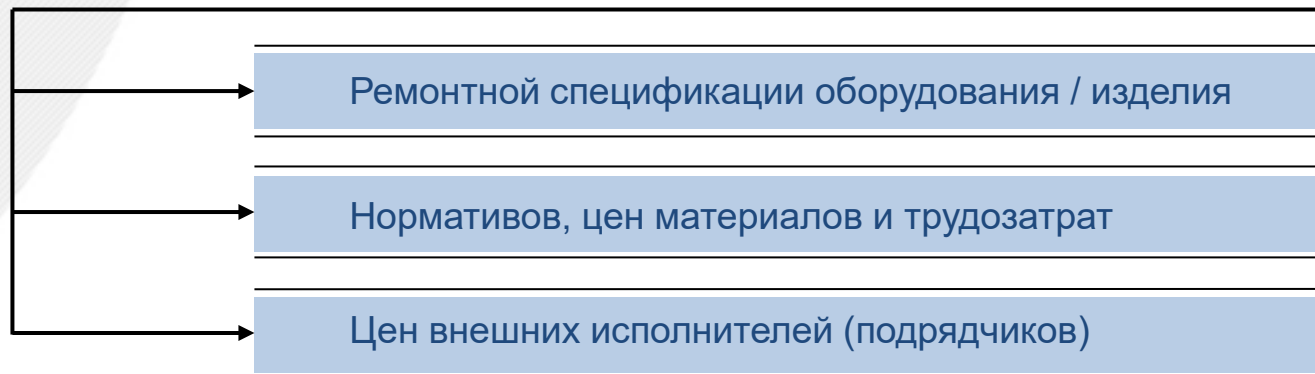 Ремонтной спецификации оборудования / изделия
Нормативов, цен материалов и трудозатрат
Цен внешних исполнителей (подрядчиков)